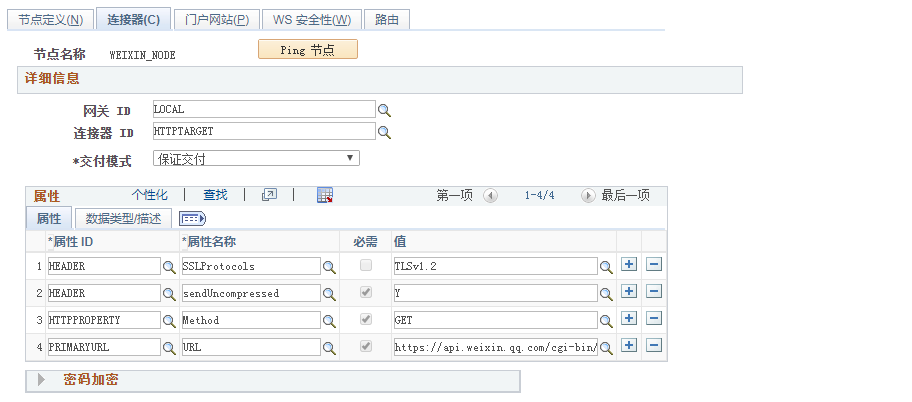 节点定义(N) 连接器(C) 门户网站(P) WS 安全性(W) 路由
节点名称 WEIXIN_NODE Ping 节点
详细信息
网关 ID LOCAL
连接器 ID HTTPTARGET
*交付模式 保证交付
属性 个性化 | 查找 | | 第一项 1-4/4 最后一项
属性 数据类型/描述
*属性 ID *属性名称 必需 值
1 HEADER SSLProtocols TLSv1.2
2 HEADER sendUncompressed Y
3 HTTPPROPERTY Method GET
4 PRIMARYURL URL https://api.weixin.qq.com/cgi-bin/
密码加密